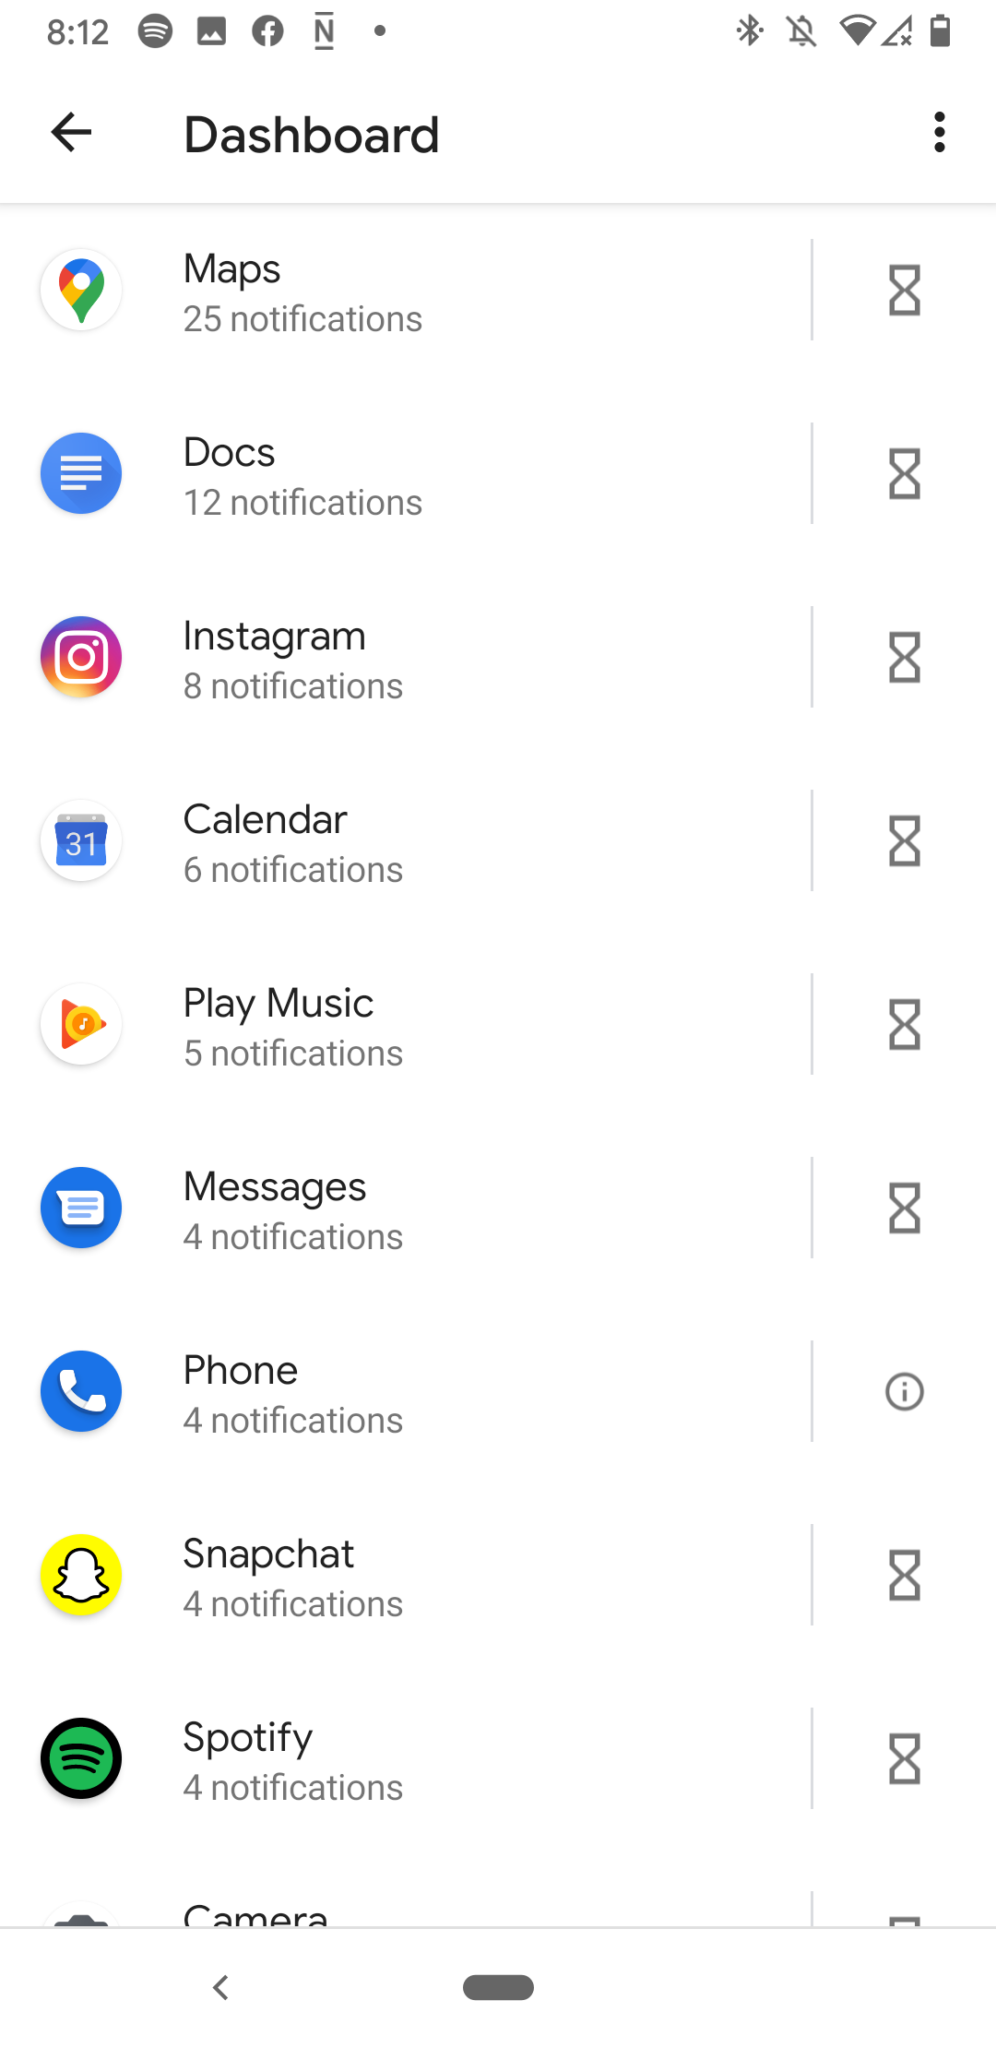 8:12 N
Dashboard
Maps
25 notifications
Docs
12 notifications
Instagram
8 notifications
31
Calendar
6 notifications
Play Music
5 notifications
Messages
4 notifications
Phone
4 notifications
Snapchat
4 notifications
Spotify
4 notifications
Camera